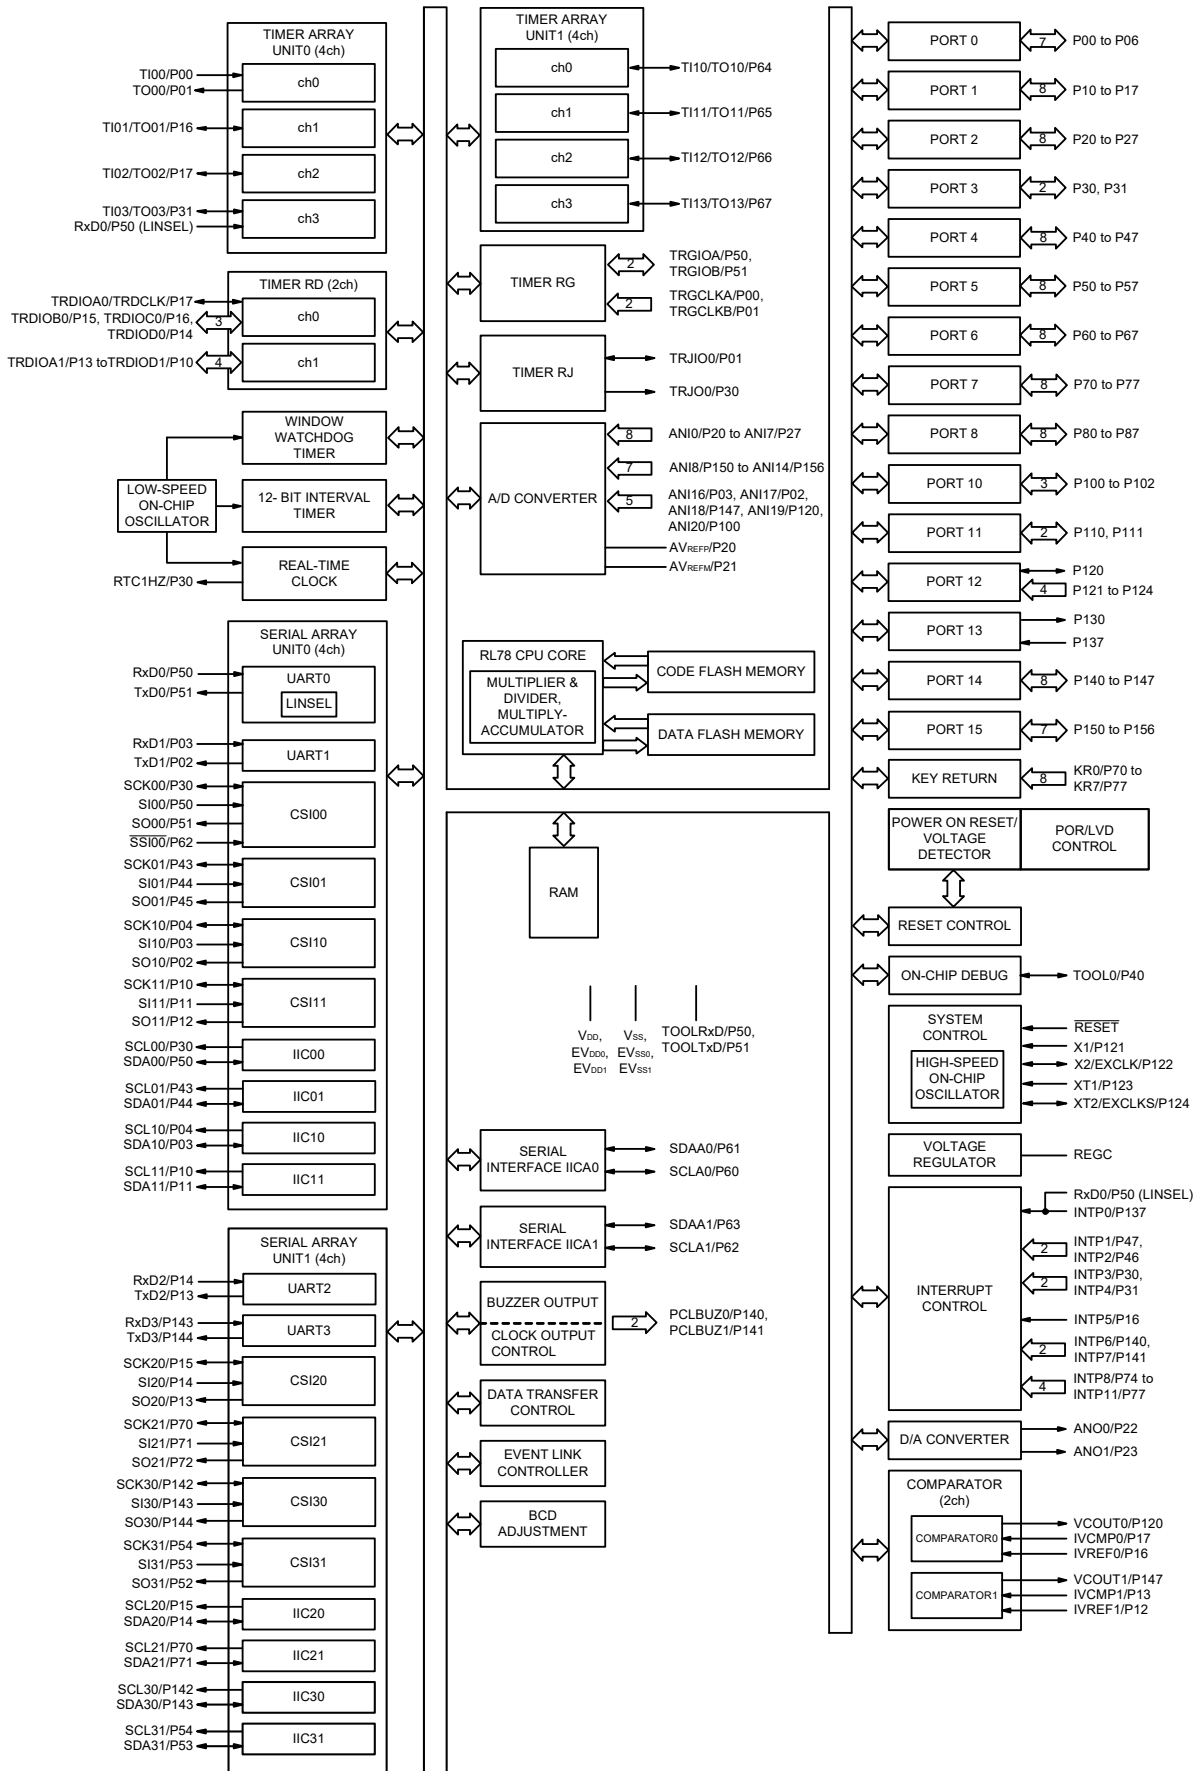 TIMER ARRAY
UNIT0 (4ch)
TI00/P00
TO00/P01
ch0
TI01/TO01/P16
ch1
TI02/TO02/P17
ch2
TI03/TO03/P31
RxD0/P50 (LINSEL)
ch3
TIMER RD (2ch)
TRDIOA0/TRDCLK/P17
TRDIOB0/P15, TRDIOC0/P16,
TRDIOD0/P14
3
ch0
TRDIOA1/P13 toTRDIOD1/P10
4
ch1
WINDOW
WATCHDOG
TIMER
LOW-SPEED
ON-CHIP
OSCILLATOR
12- BIT INTERVAL
TIMER
RTC1HZ/P30
REAL-TIME
CLOCK
SERIAL ARRAY
UNIT0 (4ch)
RxD0/P50
TxD0/P51
UART0
LINSEL
RxD1/P03
TxD1/P02
UART1
SCK00/P30
SI00/P50
SO00/P51
SSI00/P62
CSI00
SCK01/P43
SI01/P44
SO01/P45
CSI01
SCK10/P04
SI10/P03
SO10/P02
CSI10
SCK11/P10
SI11/P11
SO11/P12
CSI11
SCL00/P30
SDA00/P50
IIC00
SCL01/P43
SDA01/P44
IIC01
SCL10/P04
SDA10/P03
IIC10
SCL11/P10
SDA11/P11
IIC11
SERIAL ARRAY
UNIT1 (4ch)
RxD2/P14
TxD2/P13
UART2
RxD3/P143
TxD3/P144
UART3
SCK20/P15
SI20/P14
SO20/P13
CSI20
SCK21/P70
SI21/P71
SO21/P72
CSI21
SCK30/P142
SI30/P143
SO30/P144
CSI30
SCK31/P54
SI31/P53
SO31/P52
CSI31
SCL20/P15
SDA20/P14
IIC20
SCL21/P70
SDA21/P71
IIC21
SCL30/P142
SDA30/P143
IIC30
SCL31/P54
SDA31/P53
IIC31
TIMER ARRAY
UNIT1 (4ch)
ch0
TI10/TO10/P64
ch1
TI11/TO11/P65
ch2
TI12/TO12/P66
ch3
TI13/TO13/P67
TIMER RG
2
TRGIOA/P50,
TRGIOB/P51
2
TRGCLKA/P00,
TRGCLKB/P01
TIMER RJ
TRJIO0/P01
TRJO0/P30
A/D CONVERTER
8
ANI0/P20 to ANI7/P27
7
ANI8/P150 to ANI14/P156
5
ANI16/P03, ANI17/P02,
ANI18/P147, ANI19/P120,
ANI20/P100
AVREFP/P20
AVREFM/P21
RL78 CPU CORE
MULTIPLIER &
DIVIDER,
MULTIPLY-
ACCUMULATOR
CODE FLASH MEMORY
DATA FLASH MEMORY
RAM
VDD,
EVDD0,
EVDD1
VSS,
EVSS0,
EVSS1
TOOLRxD/P50,
TOOLTxD/P51
SERIAL
INTERFACE IICA0
SDAA0/P61
SCLA0/P60
SERIAL
INTERFACE IICA1
SDAA1/P63
SCLA1/P62
BUZZER OUTPUT
CLOCK OUTPUT
CONTROL
2
PCLBUZ0/P140,
PCLBUZ1/P141
DATA TRANSFER
CONTROL
EVENT LINK
CONTROLLER
BCD
ADJUSTMENT
PORT 0
7
P00 to P06
PORT 1
8
P10 to P17
PORT 2
8
P20 to P27
PORT 3
2
P30, P31
PORT 4
8
P40 to P47
PORT 5
8
P50 to P57
PORT 6
8
P60 to P67
PORT 7
8
P70 to P77
PORT 8
8
P80 to P87
PORT 10
3
P100 to P102
PORT 11
2
P110, P111
PORT 12
P120
4
P121 to P124
PORT 13
P130
P137
PORT 14
8
P140 to P147
PORT 15
7
P150 to P156
KEY RETURN
8
KR0/P70 to
KR7/P77
POWER ON RESET/
VOLTAGE
DETECTOR
POR/LVD
CONTROL
RESET CONTROL
ON-CHIP DEBUG
TOOL0/P40
SYSTEM
CONTROL
HIGH-SPEED
ON-CHIP
OSCILLATOR
RESET
X1/P121
X2/EXCLK/P122
XT1/P123
XT2/EXCLKS/P124
VOLTAGE
REGULATOR
REGC
INTERRUPT
CONTROL
RxD0/P50 (LINSEL)
INTP0/P137
2
INTP1/P47,
INTP2/P46
2
INTP3/P30,
INTP4/P31
INTP5/P16
2
INTP6/P140,
INTP7/P141
4
INTP8/P74 to
INTP11/P77
D/A CONVERTER
ANO0/P22
ANO1/P23
COMPARATOR
(2ch)
COMPARATOR0
VCOUT0/P120
IVCMP0/P17
IVREF0/P16
COMPARATOR1
VCOUT1/P147
IVCMP1/P13
IVREF1/P12